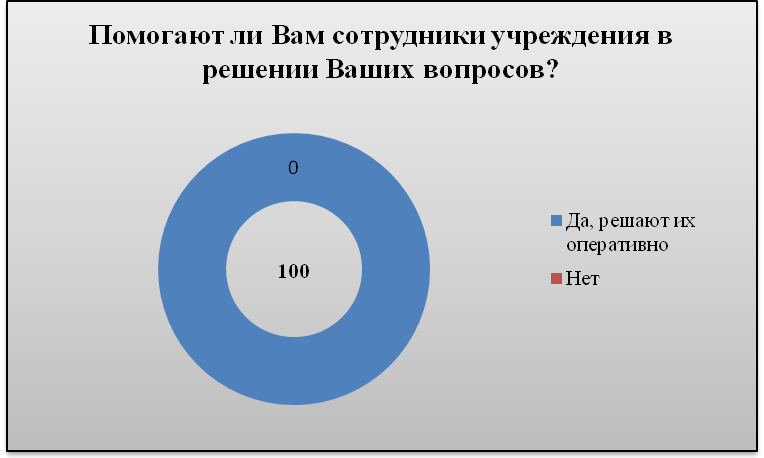 Помогают ли Вам сотрудники учреждения в
решении Ваших вопросов?
0
100
Да, решают их
оперативно
Нет